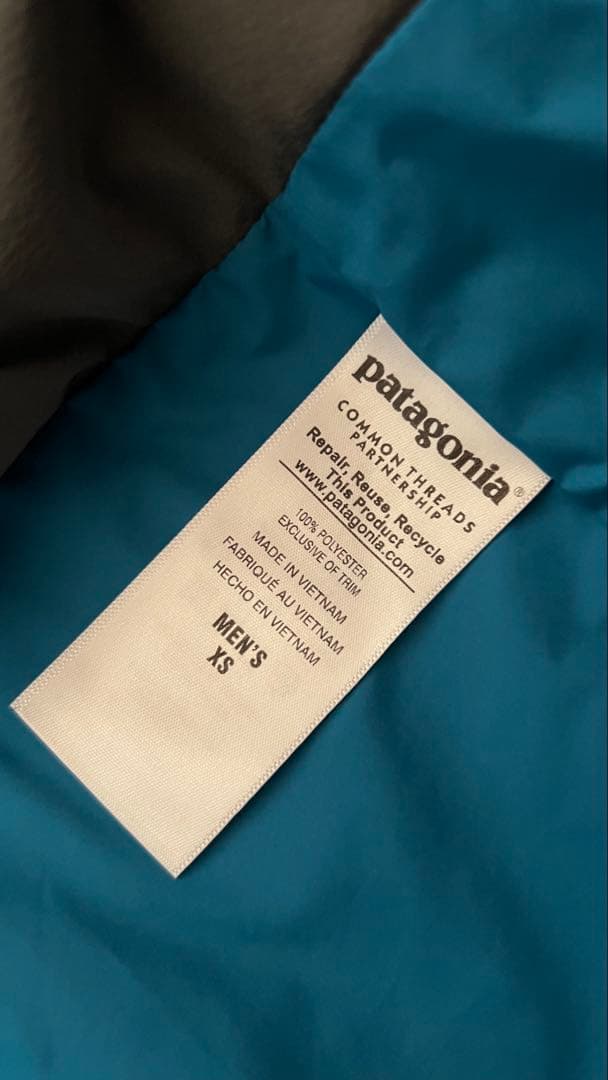 patagonia®
COMMON THREADS
PARTNERSHIP
Repair, Reuse, Recycle
This Product
www.patagonia.com
100% POLYESTER
EXCLUSIVE OF TRIM
MADE IN VIETNAM
FABRIQUÉ AU VIETNAM
HECHO EN VIETNAM
MEN'S
XS